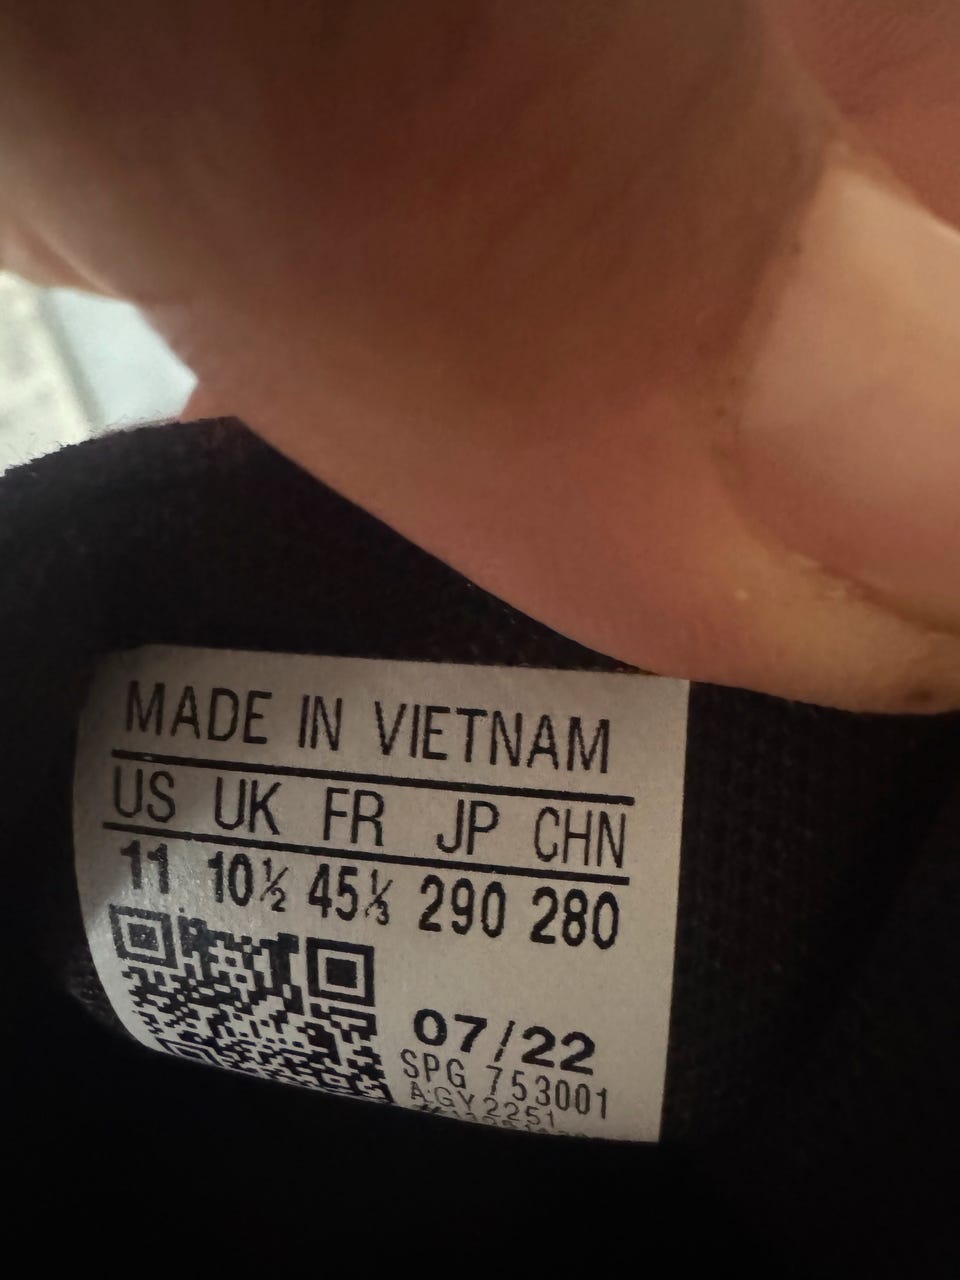 MADE IN VIETNAM
US UK FR JP CHN
11 10½ 45⅓ 290 280
07/22
SPG 753001
A:GY2251